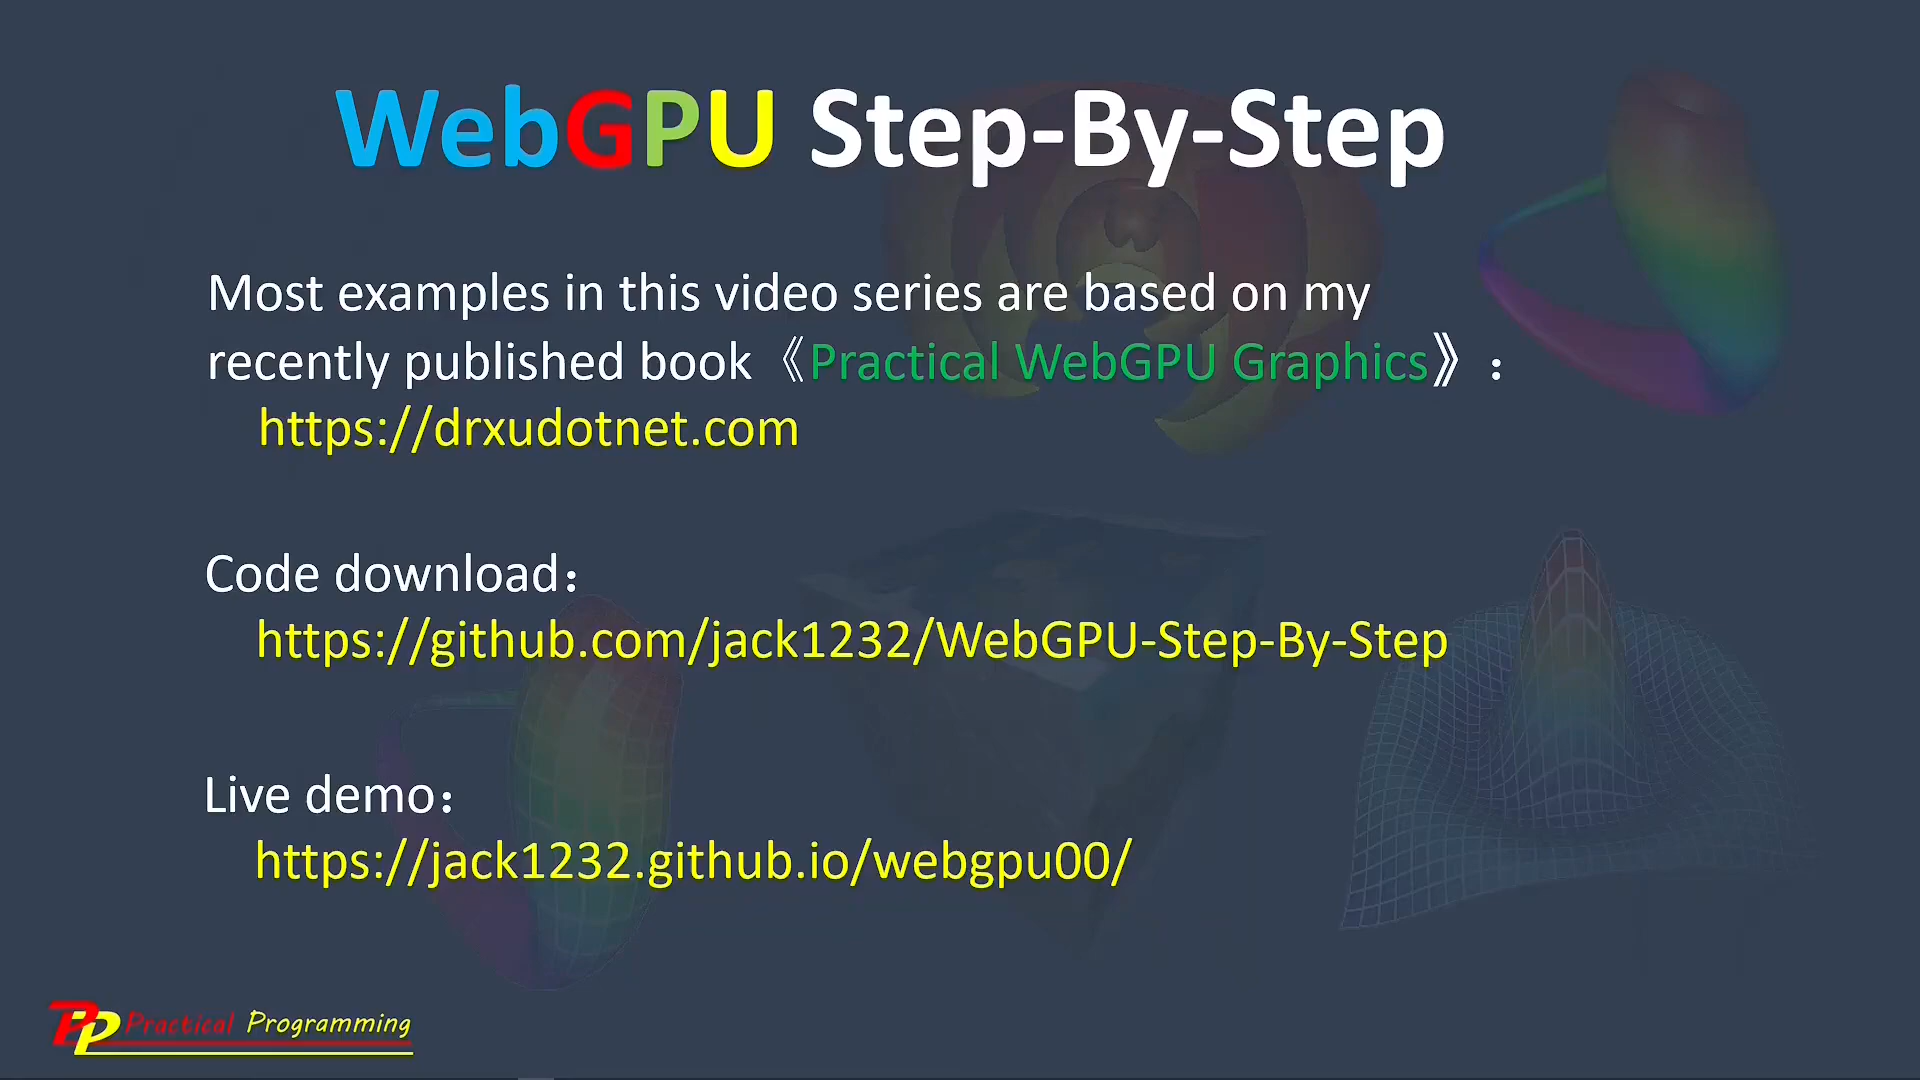 WebGPU Step-By-Step
Most examples in this video series are based on my
recently published book《Practical WebGPU Graphics》：
https://drxudotnet.com
Code download：
https://github.com/jack1232/WebGPU-Step-By-Step
Live demo：
https://jack1232.github.io/webgpu00/
PP Practical Programming